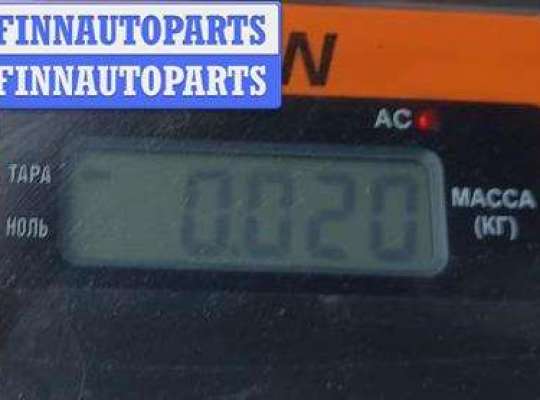 FINNAUTOPARTS
FINNAUTOPARTS
N
AC
ТАРА
НОЛЬ
0.020
МАССА
(КГ)